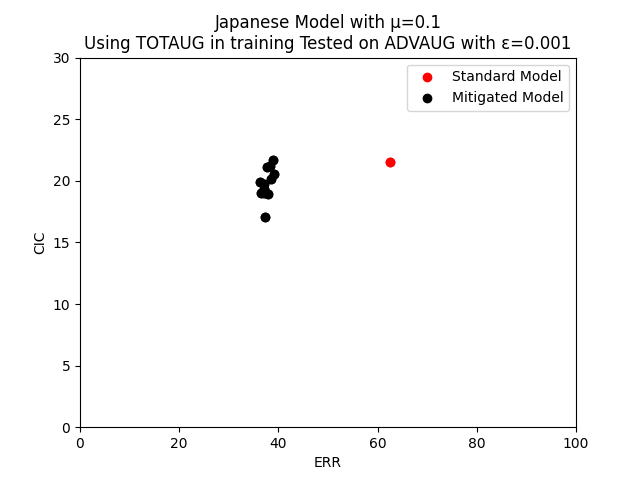 Japanese Model with μ=0.1
Using TOTAUG in training Tested on ADVAUG with ε=0.001
30
25
20
15
10
5
0
CIC
Standard Model
Mitigated Model
0 20 40 60 80 100
ERR